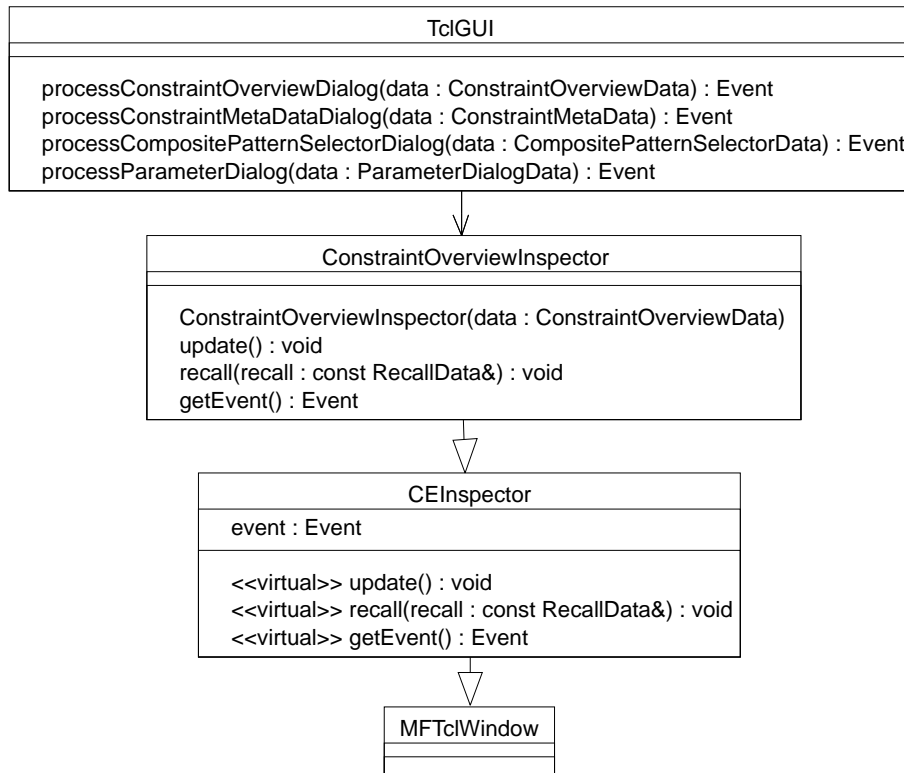 TclGUI
processConstraintOverviewDialog(data : ConstraintOverviewData) : Event
processConstraintMetaDataDialog(data : ConstraintMetaData) : Event
processCompositePatternSelectorDialog(data : CompositePatternSelectorData) : Event
processParameterDialog(data : ParameterDialogData) : Event
ConstraintOverviewInspector
ConstraintOverviewInspector(data : ConstraintOverviewData)
update() : void
recall(recall : const RecallData&) : void
getEvent() : Event
CEInspector
event : Event
<<virtual>> update() : void
<<virtual>> recall(recall : const RecallData&) : void
<<virtual>> getEvent() : Event
MFTclWindow